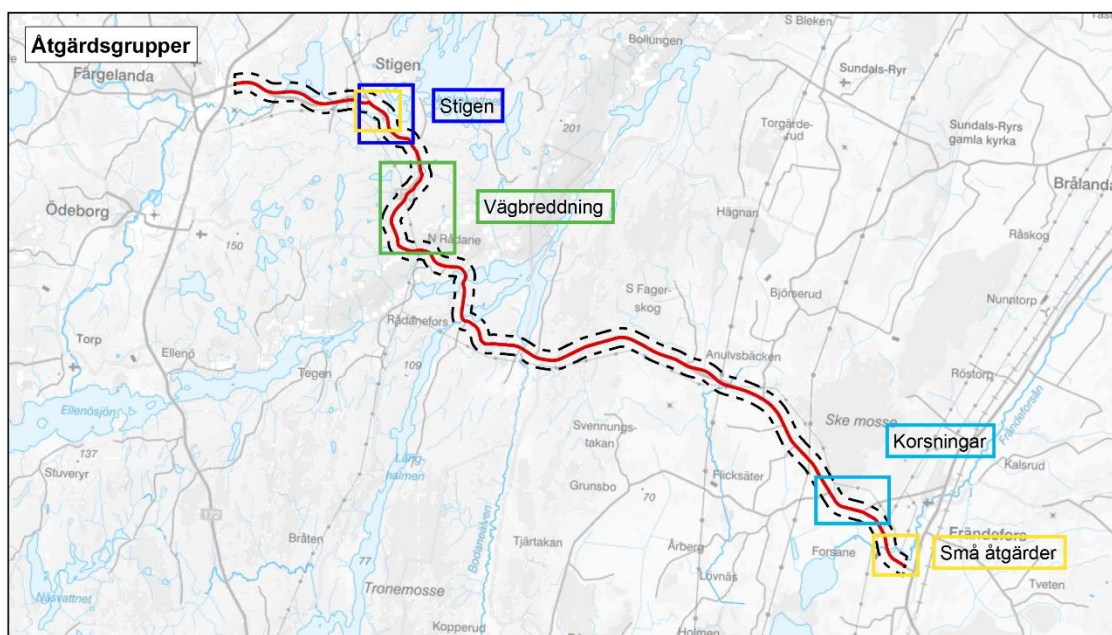 Åtgärdsgrupper
Färgelanda
Stigen
Stigen
S Bleken
Bollungen
Sundals-Ryr
201
Torgärde-
rud
Sundals-Ryrs
gamla kyrka
Brålanda
Ödeborg
150
Vägbreddning
N Rådane
Hägnan
Råskog
S Fager-
skog
Björserud
Nunntorp
Torp
Ellenö
Rådanefors
109
Tegen
Anulvsbäcken
Röstorp
Ellenösjön
137
Stuveryr
Lång-
halmen
Svennungs-
takan
Ske mosse
Korsningar
Frändeforsån
Kalsrud
Grunsbo
70
Flicksäter
172
Bråten
77
Bodaneälven
Tjärtakan
Årberg
Forsane
Frändefors
Små åtgärder
Näsvattnet
Tronemosse
Lövnäs
Tveten
Kopperud
Holmen